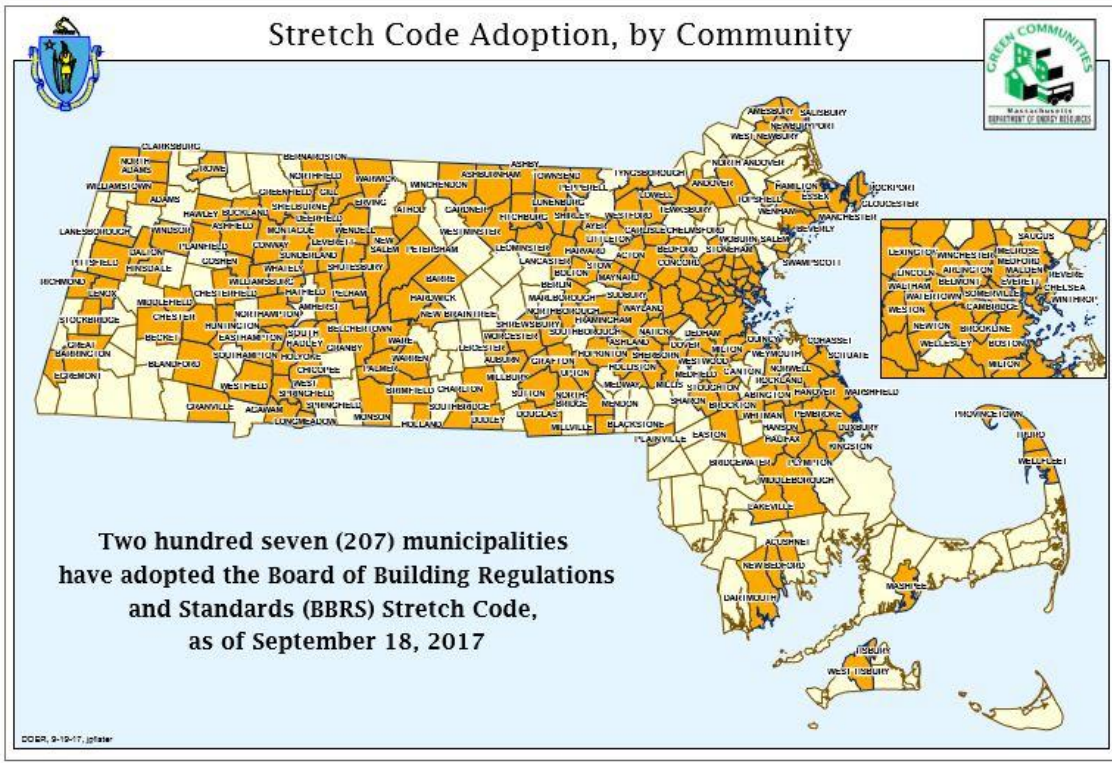 Stretch Code Adoption, by Community
GREEN COMMUNITIES
Massachusetts
DEPARTMENT OF ENERGY RESOURCES
AMESBURY
SALISBURY
NEWBURYPORT
WEST NEWBURY
CLARKSBURG
NORTH ADAMS
ROWE
BERNARDSTON
NORTHFIELD
WARWICK
WINCHENDON
ASHBURNHAM
ASHBY
TOWNSEND
PEPPERELL
TYNGSBOROUGH
NORTH ANDOVER
ANDOVER
HAMILTON
ESSEX
ROCKPORT
GLOUCESTER
WILLIAMSTOWN
ADAMS
GREENFIELD
GILL
ERVING
ATHOL
GARDNER
LUNENBURG
FITCHBURG
SHIRLEY
LOWELL
TEWKSBURY
TOPSFIELD
WENHAM
MANCHESTER
BEVERLY
HAWLEY
BUCKLAND
SHELBURNE
DEERFIELD
ASHFIELD
MONTAGUE
WENDELL
WESTMINSTER
AYER
WESTFORD
LITTLETON
CARLISLE
CHELMSFORD
WOBURN
SALEM
LANESBOROUGH
WINDSOR
PLAINFIELD
CONWAY
LEVERETT
NEW SALEM
PETERSHAM
LEOMINSTER
HARVARD
ACTON
BEDFORD
STONEHAM
SWAMPSCOTT
PITTSFIELD
DALTON
HINSDALE
GOSHEN
SUNDERLAND
WHATELY
SHUTESBURY
LANCASTER
BOLTON
STOW
CONCORD
RICHMOND
LENOX
WILLIAMSBURG
CHESTERFIELD
HATFIELD
PELHAM
BARRE
BERLIN
MAYNARD
MIDDLEFIELD
CHESTER
NORTHAMPTON
AMHERST
HARDWICK
NEW BRAINTREE
MARLBOROUGH
SUDBURY
NORTHBOROUGH
WAYLAND
STOCKBRIDGE
HUNTINGTON
EASTHAMPTON
SOUTH HADLEY
BELCHERTOWN
SHREWSBURY
FRAMINGHAM
WORCESTER
SOUTHBOROUGH
NATICK
DEDHAM
QUINCY
COHASSET
GREAT BARRINGTON
BECKET
BLANDFORD
SOUTHAMPTON
HOLYOKE
GRANBY
WARE
LEICESTER
AUBURN
GRAFTON
HOPKINTON
ASHLAND
SHERBORN
DOVER
MILTON
WEYMOUTH
SCITUATE
EGREMONT
CHICOPEE
PALMER
WARREN
MILLBURY
UPTON
HOLLISTON
WESTWOOD
MEDFIELD
CANTON
NORWELL
ROCKLAND
WESTFIELD
WEST SPRINGFIELD
SPRINGFIELD
BRIMFIELD
CHARLTON
SUTTON
NORTH-
BRIDGE
MEDWAY
MILLIS
STOUGHTON
ABINGTON
HANOVER
MARSHFIELD
GRANVILLE
AGAWAM
LONGMEADOW
MONSON
HOLLAND
SOUTHBRIDGE
DUDLEY
DOUGLAS
MILLVILLE
MENDON
BLACKSTONE
SHARON
BROCKTON
WHITMAN
PEMBROKE
HANSON
DUXBURY
PLAINVILLE
EASTON
HALIFAX
KINGSTON
BRIDGEWATER
PLYMPTON
MIDDLEBOROUGH
LAKEVILLE
ACUSHNET
NEW BEDFORD
DARTMOUTH
MASHPEE
TISBURY
WEST TISBURY
PROVINCETOWN
TRURO
WELLFLEET
SAUGUS
LEXINGTON
WINCHESTER
MELROSE
MEDFORD
LINCOLN
ARLINGTON
MALDEN
REVERE
WALTHAM
BELMONT
EVERETT
CHELSEA
WATERTOWN
SOMERVILLE
WINTHROP
WESTON
CAMBRIDGE
NEWTON
BROOKLINE
WELLESLEY
BOSTON
MILTON
Two hundred seven (207) municipalities
have adopted the Board of Building Regulations
and Standards (BBRS) Stretch Code,
as of September 18, 2017
DOER, 9-19-17, jpfister